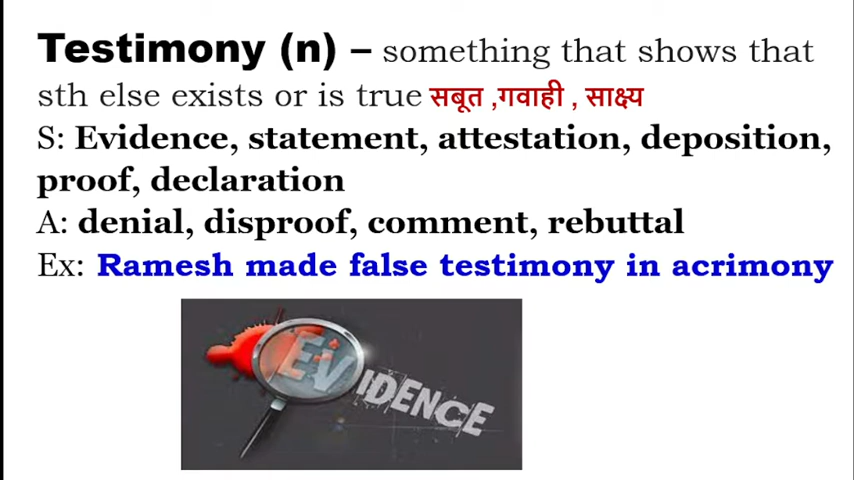 Testimony (n) – something that shows that
sth else exists or is true सबूत ,गवाही , साक्ष्य
S: Evidence, statement, attestation, deposition,
proof, declaration
A: denial, disproof, comment, rebuttal
Ex: Ramesh made false testimony in acrimony
EVIDENCE